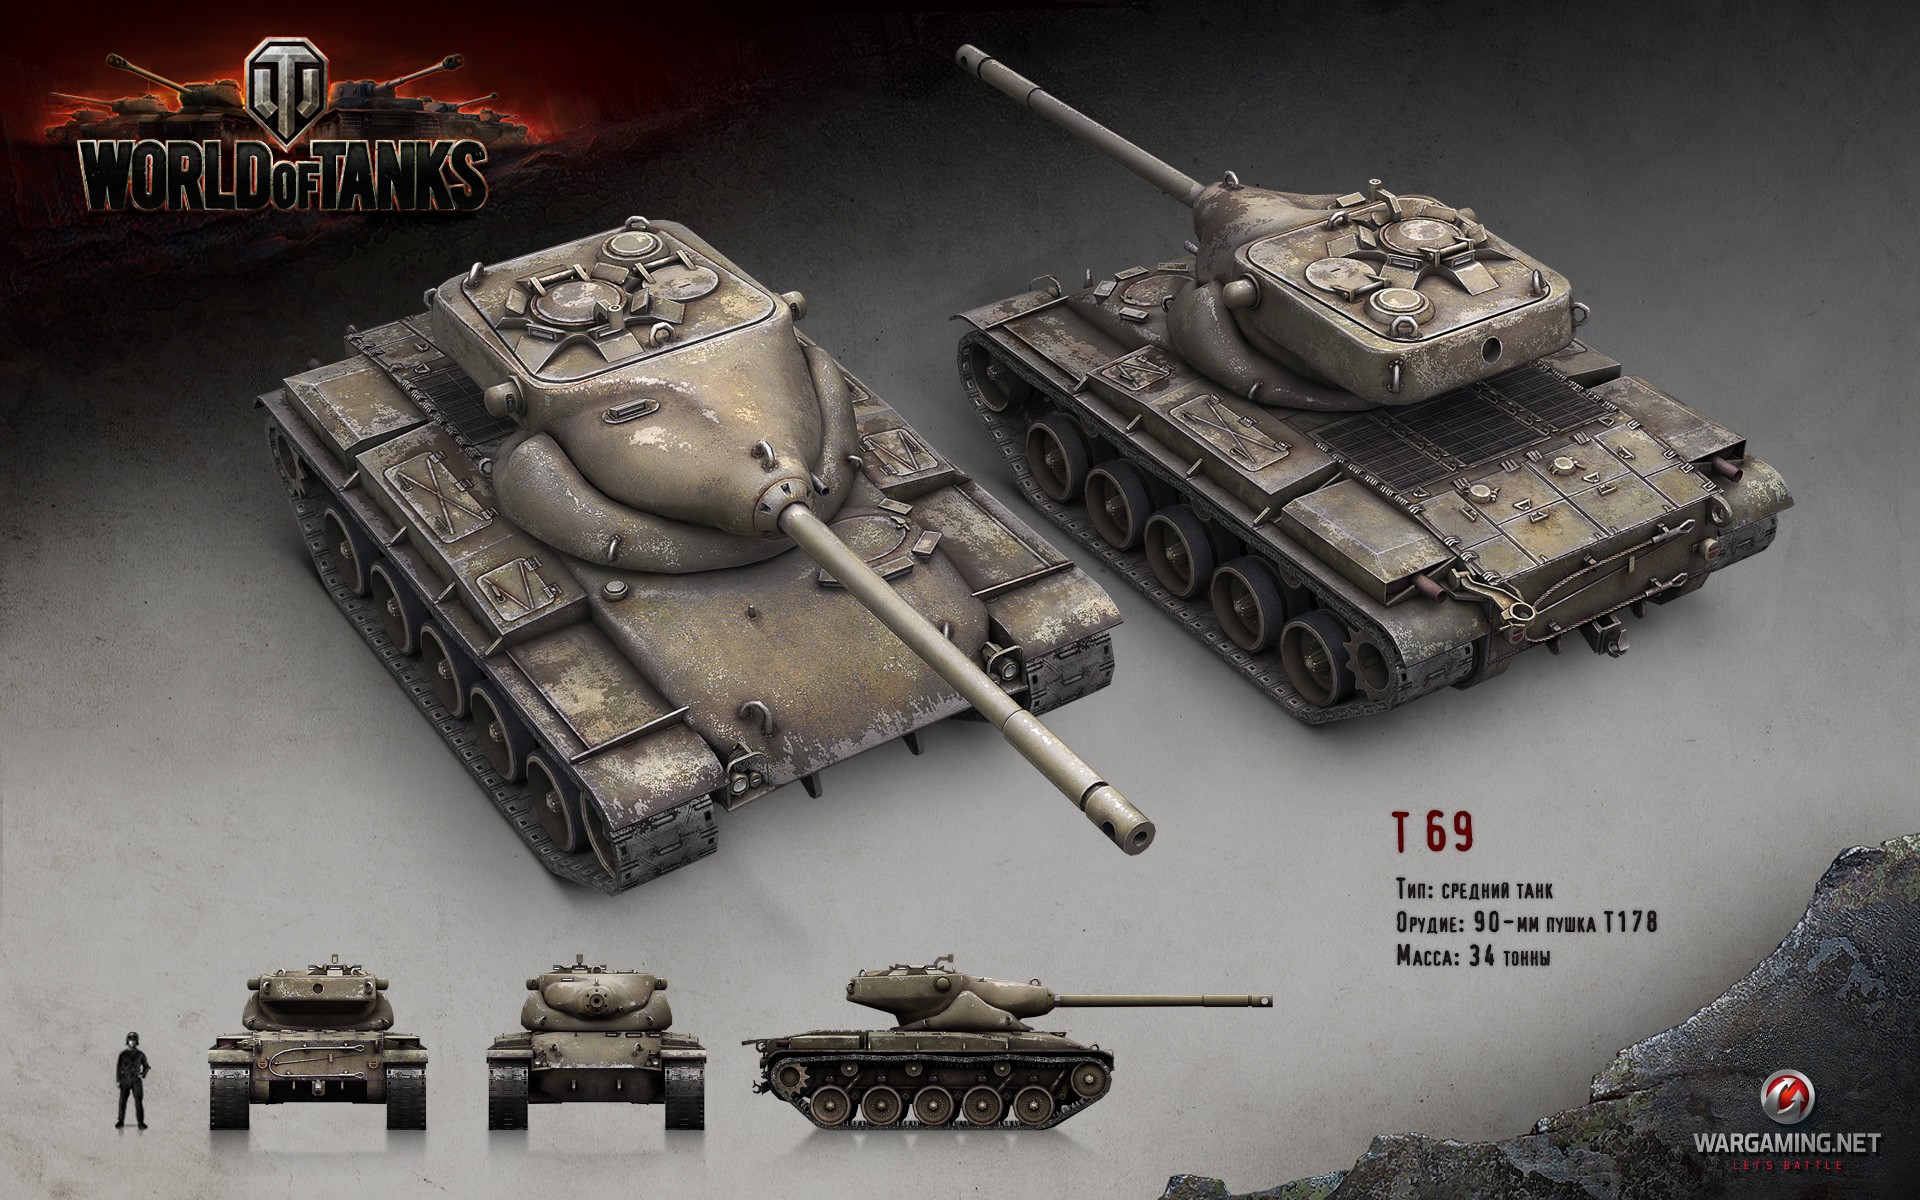 WORLD OF TANKS
T 69
Тип: средний танк
Орудие: 90-мм пушка T178
Масса: 34 тонны
WARGAMING.NET
LET'S BATTLE